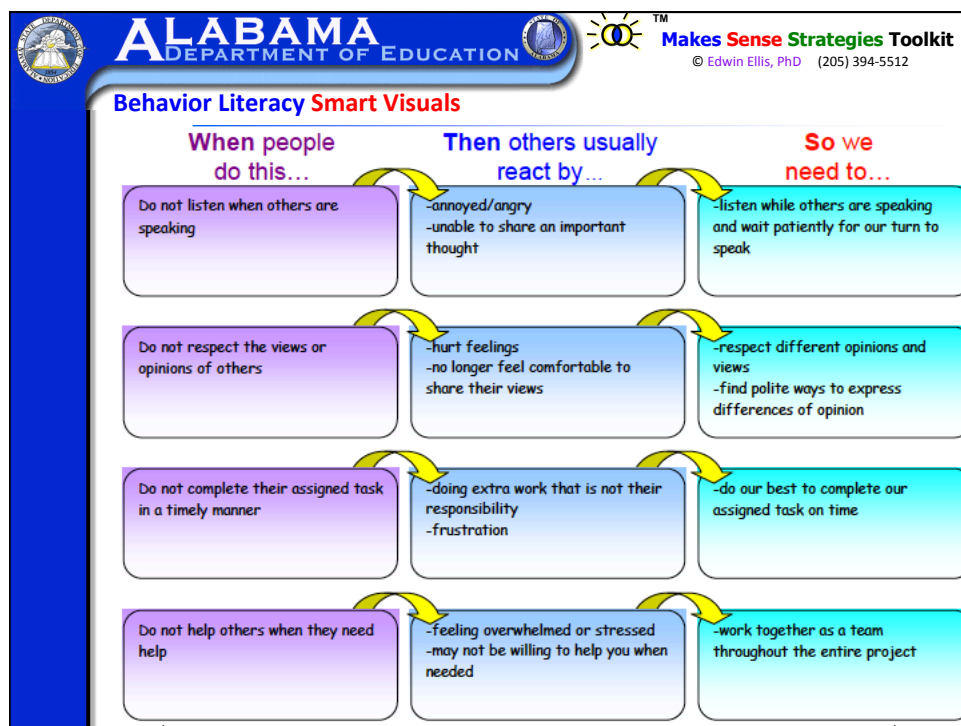 ALABAMA
DEPARTMENT OF EDUCATION
TM
Makes Sense Strategies Toolkit
© Edwin Ellis, PhD (205) 394-5512
Behavior Literacy Smart Visuals
When people
do this…
Then others usually
react by…
So we
need to…
Do not listen when others are
speaking
-annoyed/angry
-unable to share an important
thought
-listen while others are speaking
and wait patiently for our turn to
speak
Do not respect the views or
opinions of others
-hurt feelings
-no longer feel comfortable to
share their views
-respect different opinions and
views
-find polite ways to express
differences of opinion
Do not complete their assigned task
in a timely manner
-doing extra work that is not their
responsibility
-frustration
-do our best to complete our
assigned task on time
Do not help others when they need
help
-feeling overwhelmed or stressed
-may not be willing to help you when
needed
-work together as a team
throughout the entire project